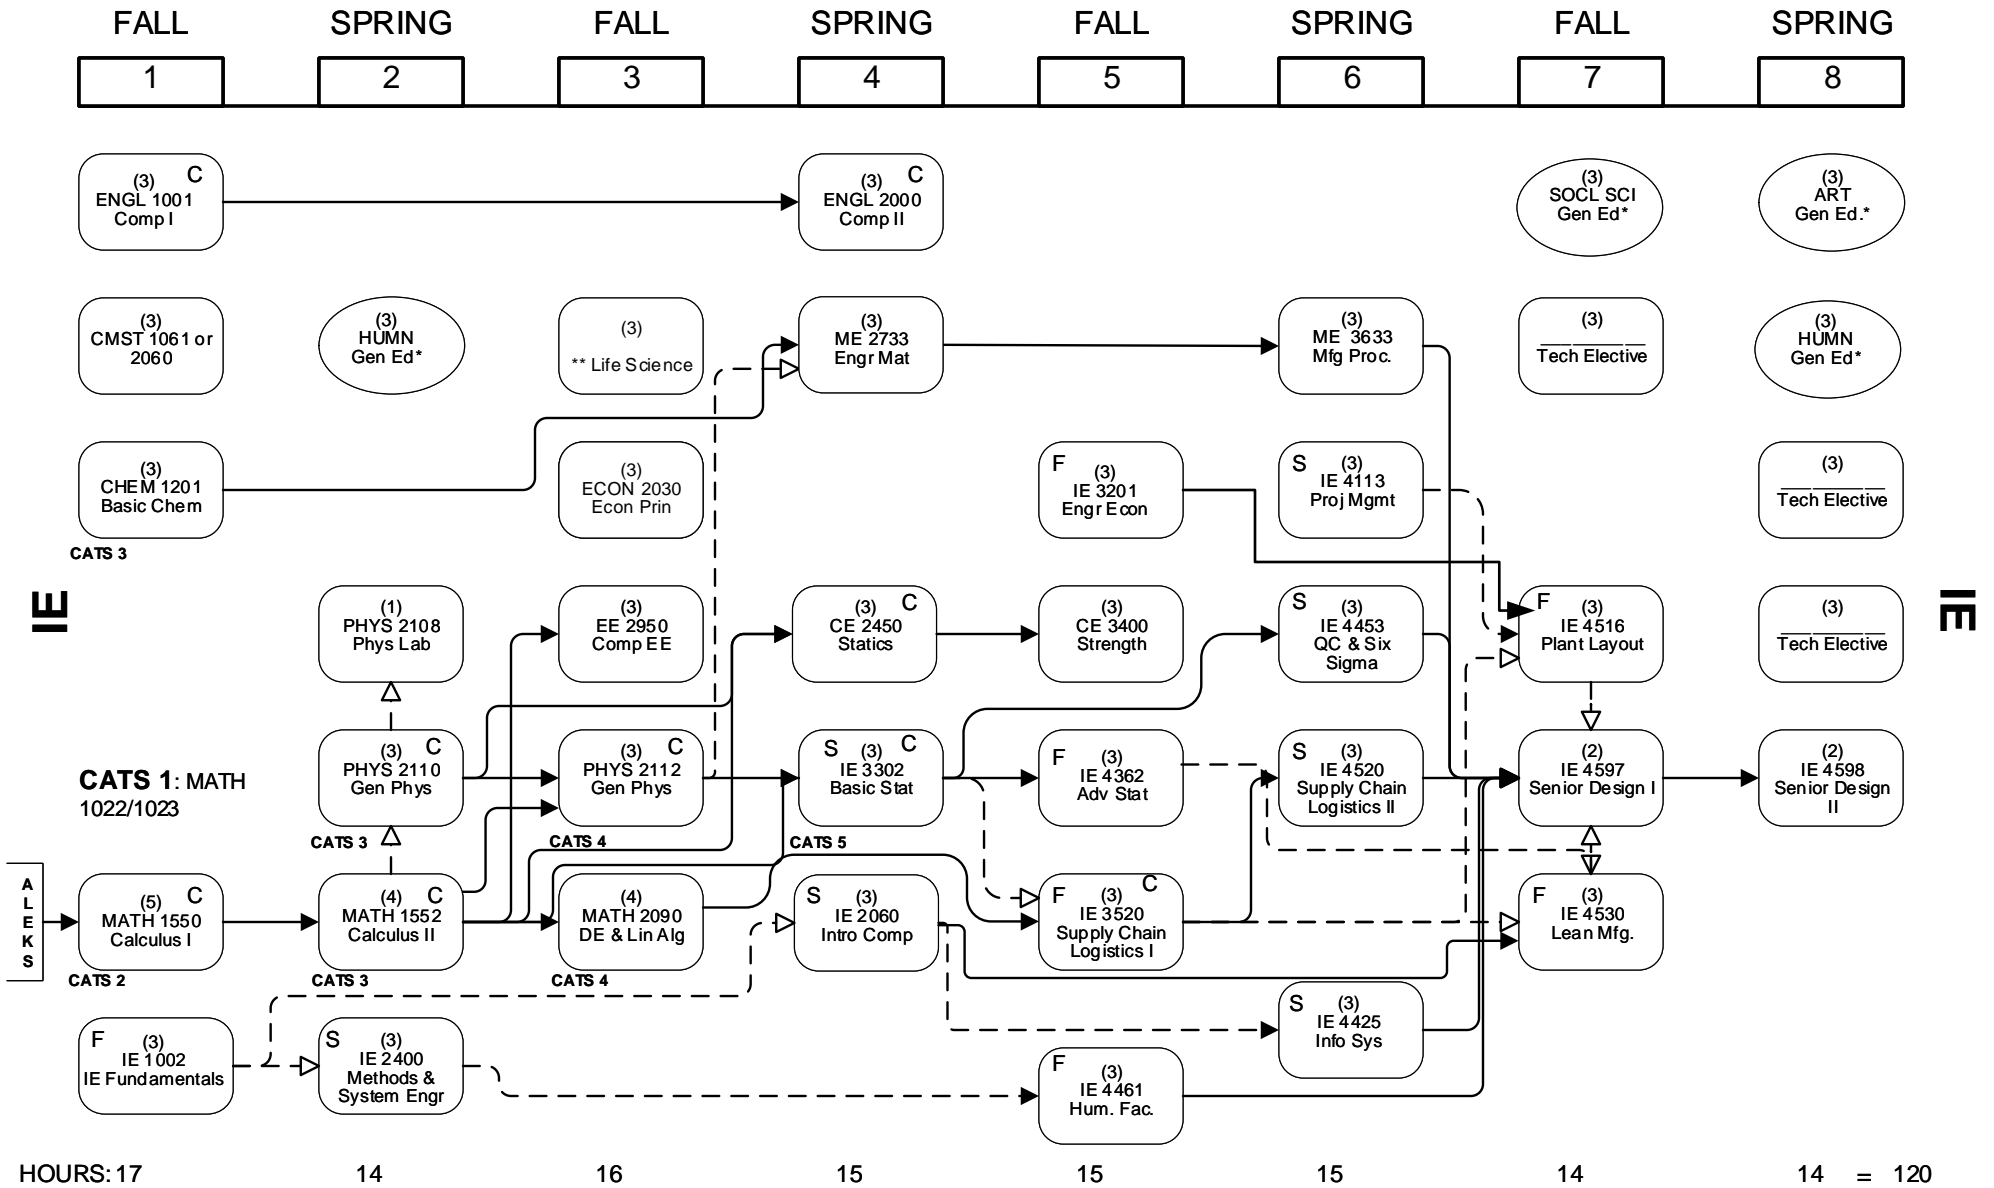 FALL
SPRING
FALL
SPRING
FALL
SPRING
FALL
SPRING
1
2
3
4
5
6
7
8
(3) C
ENGL 1001
Comp I
(3) C
ENGL 2000
Comp II
(3)
SOCL SCI
Gen Ed*
(3)
ART
Gen Ed.*
(3)
CMST 1061 or
2060
(3)
HUMN
Gen Ed*
(3)
** Life Science
(3)
ME 2733
Engr Mat
(3)
ME 3633
Mfg Proc.
(3)
Tech Elective
(3)
HUMN
Gen Ed*
(3)
CHEM 1201
Basic Chem
CATS 3
(3)
ECON 2030
Econ Prin
F (3)
IE 3201
Engr Econ
S (3)
IE 4113
Proj Mgmt
(3)
Tech Elective
IE
(1)
PHYS 2108
Phys Lab
(3)
EE 2950
Comp EE
(3) C
CE 2450
Statics
(3)
CE 3400
Strength
S (3)
IE 4453
QC & Six
Sigma
F (3)
IE 4516
Plant Layout
(3)
Tech Elective
IE
CATS 1: MATH
1022/1023
(3) C
PHYS 2110
Gen Phys
CATS 3
(3) C
PHYS 2112
Gen Phys
CATS 4
S (3) C
IE 3302
Basic Stat
CATS 5
F (3)
IE 4362
Adv Stat
S (3)
IE 4520
Supply Chain
Logistics II
(2)
IE 4597
Senior Design I
(2)
IE 4598
Senior Design
II
ALEKS
(5) C
MATH 1550
Calculus I
CATS 2
(4) C
MATH 1552
Calculus II
CATS 3
(4)
MATH 2090
DE & Lin Alg
CATS 4
S (3)
IE 2060
Intro Comp
F (3) C
IE 3520
Supply Chain
Logistics I
F (3)
IE 4530
Lean Mfg.
F (3)
IE 1002
IE Fundamentals
S (3)
IE 2400
Methods &
System Engr
F (3)
IE 4461
Hum. Fac.
S (3)
IE 4425
Info Sys
HOURS: 17 14 16 15 15 15 14 14 = 120